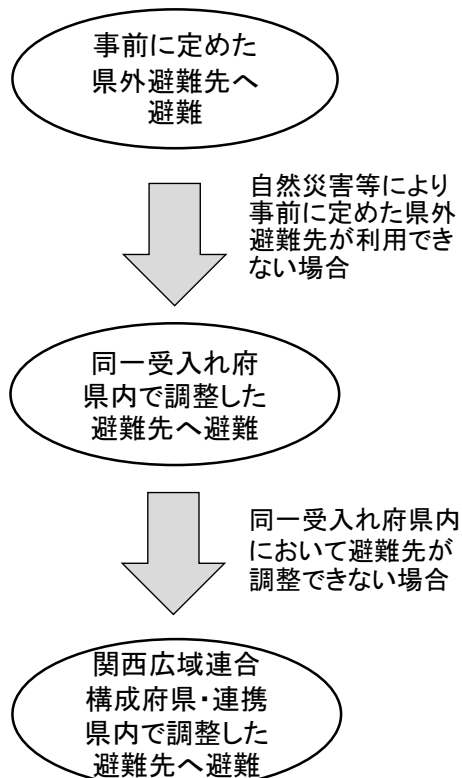 事前に定めた
県外避難先へ
避難
自然災害等により
事前に定めた県外
避難先が利用でき
ない場合
同一受入れ府
県内で調整した
避難先へ避難
同一受入れ府県内
において避難先が
調整できない場合
関西広域連合
構成府県・連携
県内で調整した
避難先へ避難